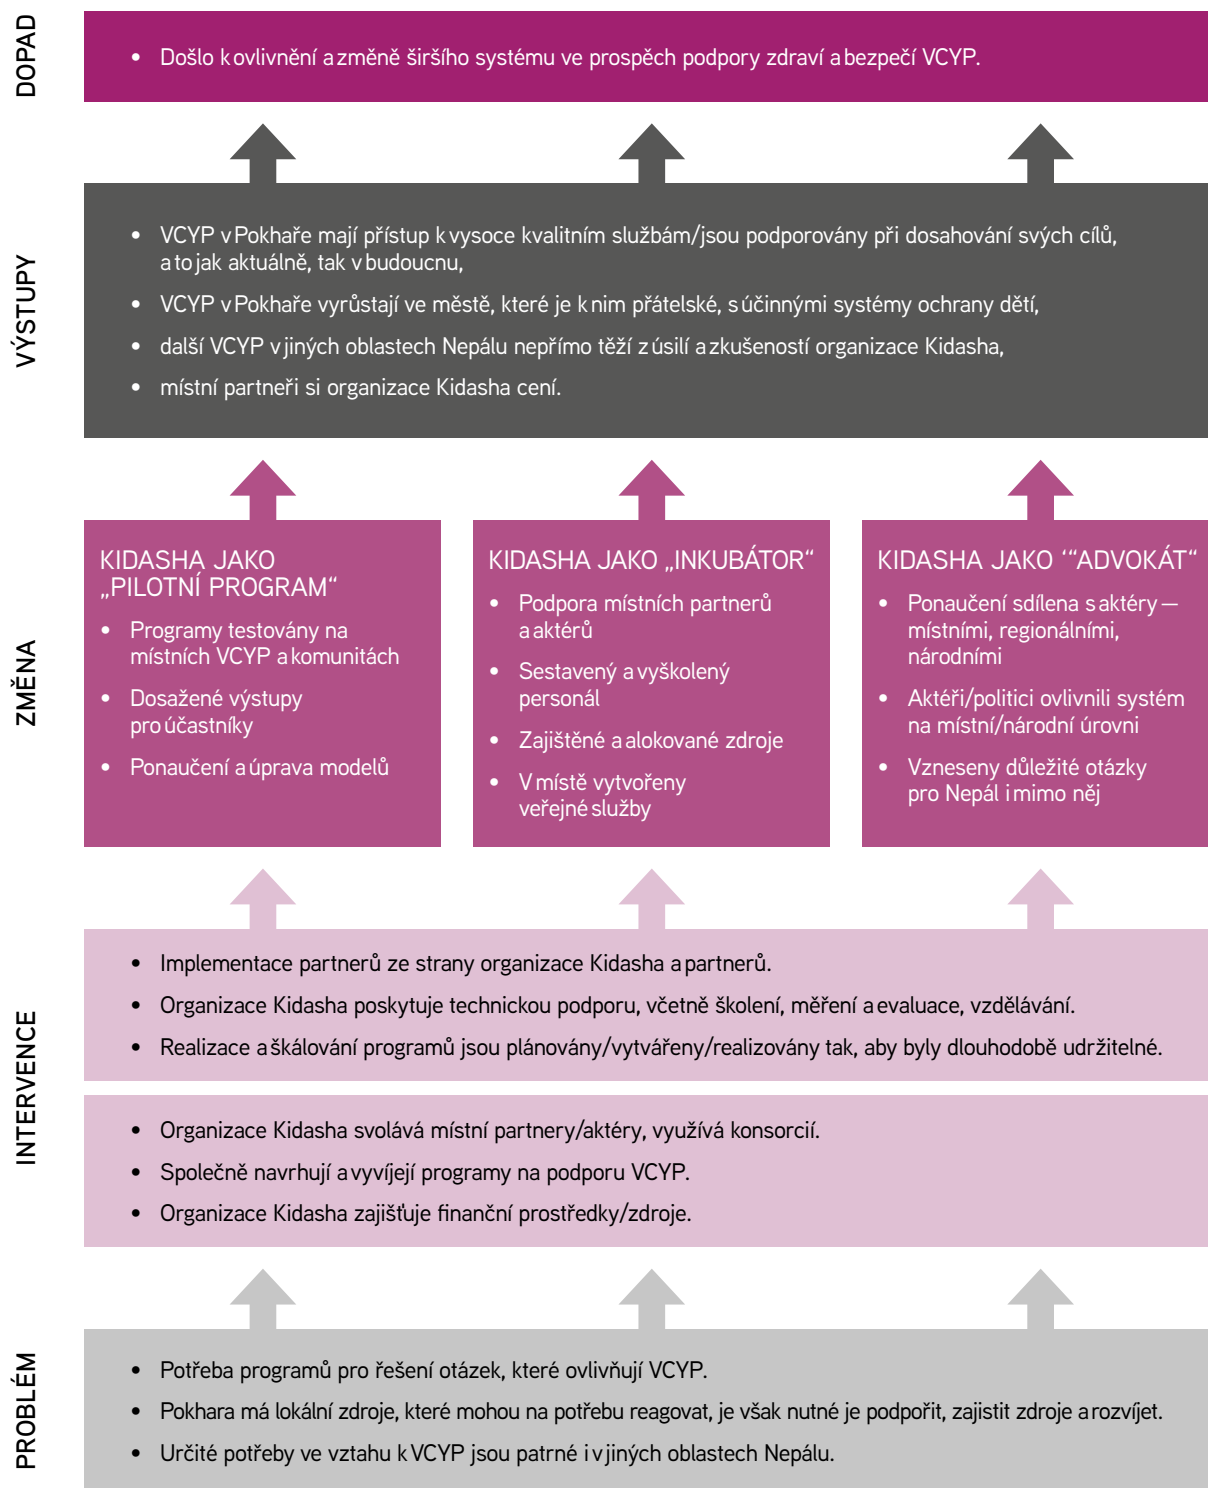 DOPAD
• Došlo k ovlivnění a změně širšího systému ve prospěch podpory zdraví a bezpečí VCYP.
VÝSTUPY
• VCYP v Pokhaře mají přístup k vysoce kvalitním službám/jsou podporovány při dosahování svých cílů,
a to jak aktuálně, tak v budoucnu,
• VCYP v Pokhaře vyrůstají ve městě, které je k nim přátelské, s účinnými systémy ochrany dětí,
• další VCYP v jiných oblastech Nepálu nepřímo těží z úsilí a zkušeností organizace Kidasha,
• místní partneři si organizace Kidasha cení.
ZMĚNA
KIDASHA JAKO
„PILOTNÍ PROGRAM“
• Programy testovány na
místních VCYP a komunitách
• Dosažené výstupy
pro účastníky
• Ponaučení a úprava modelů
KIDASHA JAKO „INKUBÁTOR“
• Podpora místních partnerů
a aktérů
• Sestavený a vyškolený
personál
• Zajištěné a alokované zdroje
• V místě vytvořeny
veřejné služby
KIDASHA JAKO ‘“ADVOKÁT“
• Ponaučení sdílena s aktéry —
místními, regionálními,
národními
• Aktéři/politici ovlivnili systém
na místní/národní úrovni
• Vzneseny důležité otázky
pro Nepál i mimo něj
INTERVENCE
• Implementace partnerů ze strany organizace Kidasha a partnerů.
• Organizace Kidasha poskytuje technickou podporu, včetně školení, měření a evaluace, vzdělávání.
• Realizace a škálování programů jsou plánovány/vytvářeny/realizovány tak, aby byly dlouhodobě udržitelné.
• Organizace Kidasha svolává místní partnery/aktéry, využívá konsorcií.
• Společně navrhují a vyvíjejí programy na podporu VCYP.
• Organizace Kidasha zajišťuje finanční prostředky/zdroje.
PROBLÉM
• Potřeba programů pro řešení otázek, které ovlivňují VCYP.
• Pokhara má lokální zdroje, které mohou na potřebu reagovat, je však nutné je podpořit, zajistit zdroje a rozvíjet.
• Určité potřeby ve vztahu k VCYP jsou patrné i v jiných oblastech Nepálu.